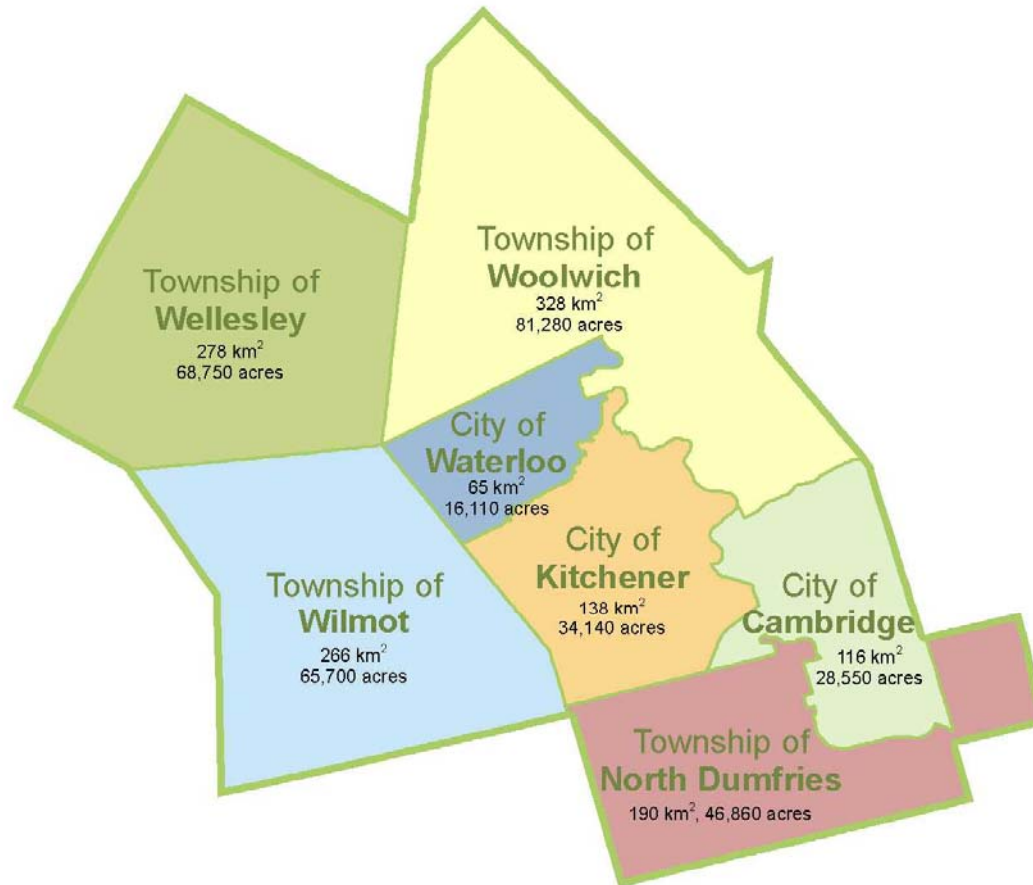 Township of
Woolwich
328 km²
81,280 acres
Township of
Wellesley
278 km²
68,750 acres
City of
Waterloo
65 km²
16,110 acres
City of
Kitchener
138 km²
34,140 acres
Township of
Wilmot
266 km²
65,700 acres
City of
Cambridge
116 km²
28,550 acres
Township of
North Dumfries
190 km², 46,860 acres